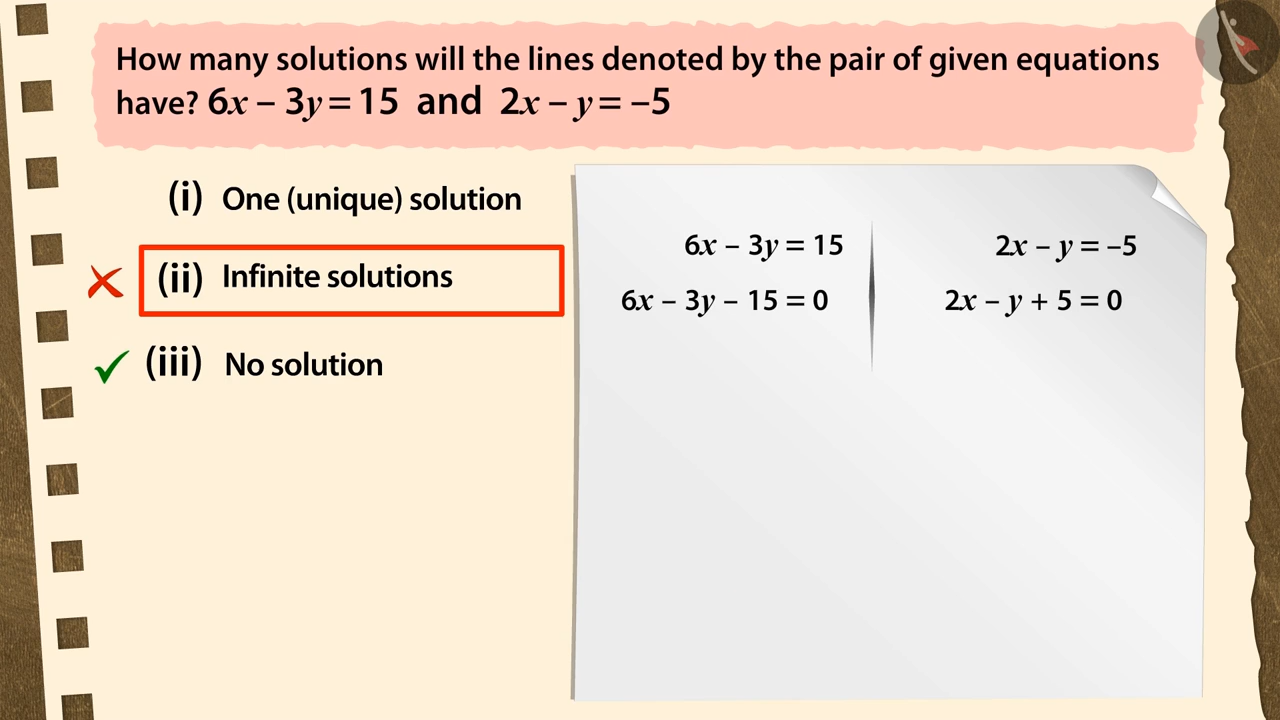 How many solutions will the lines denoted by the pair of given equations
have? 6x – 3y = 15 and 2x – y = –5
(i) One (unique) solution
(ii) Infinite solutions
(iii) No solution
6x – 3y = 15
6x – 3y – 15 = 0
2x – y = –5
2x – y + 5 = 0